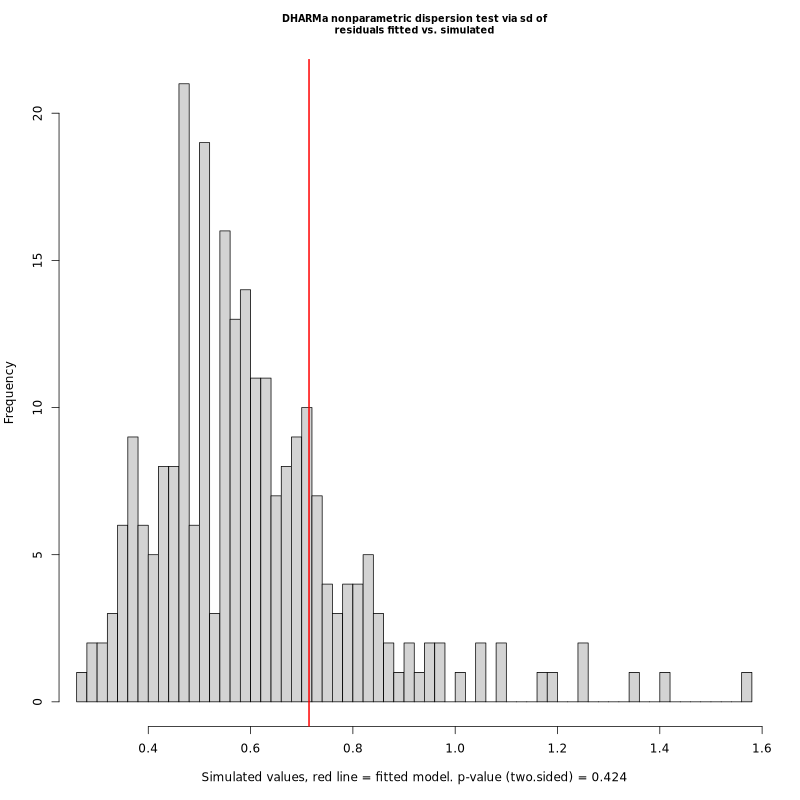 DHARMa nonparametric dispersion test via sd of
residuals fitted vs. simulated
Frequency
20
15
10
5
0
0.4 0.6 0.8 1.0 1.2 1.4 1.6
Simulated values, red line = fitted model. p-value (two.sided) = 0.424